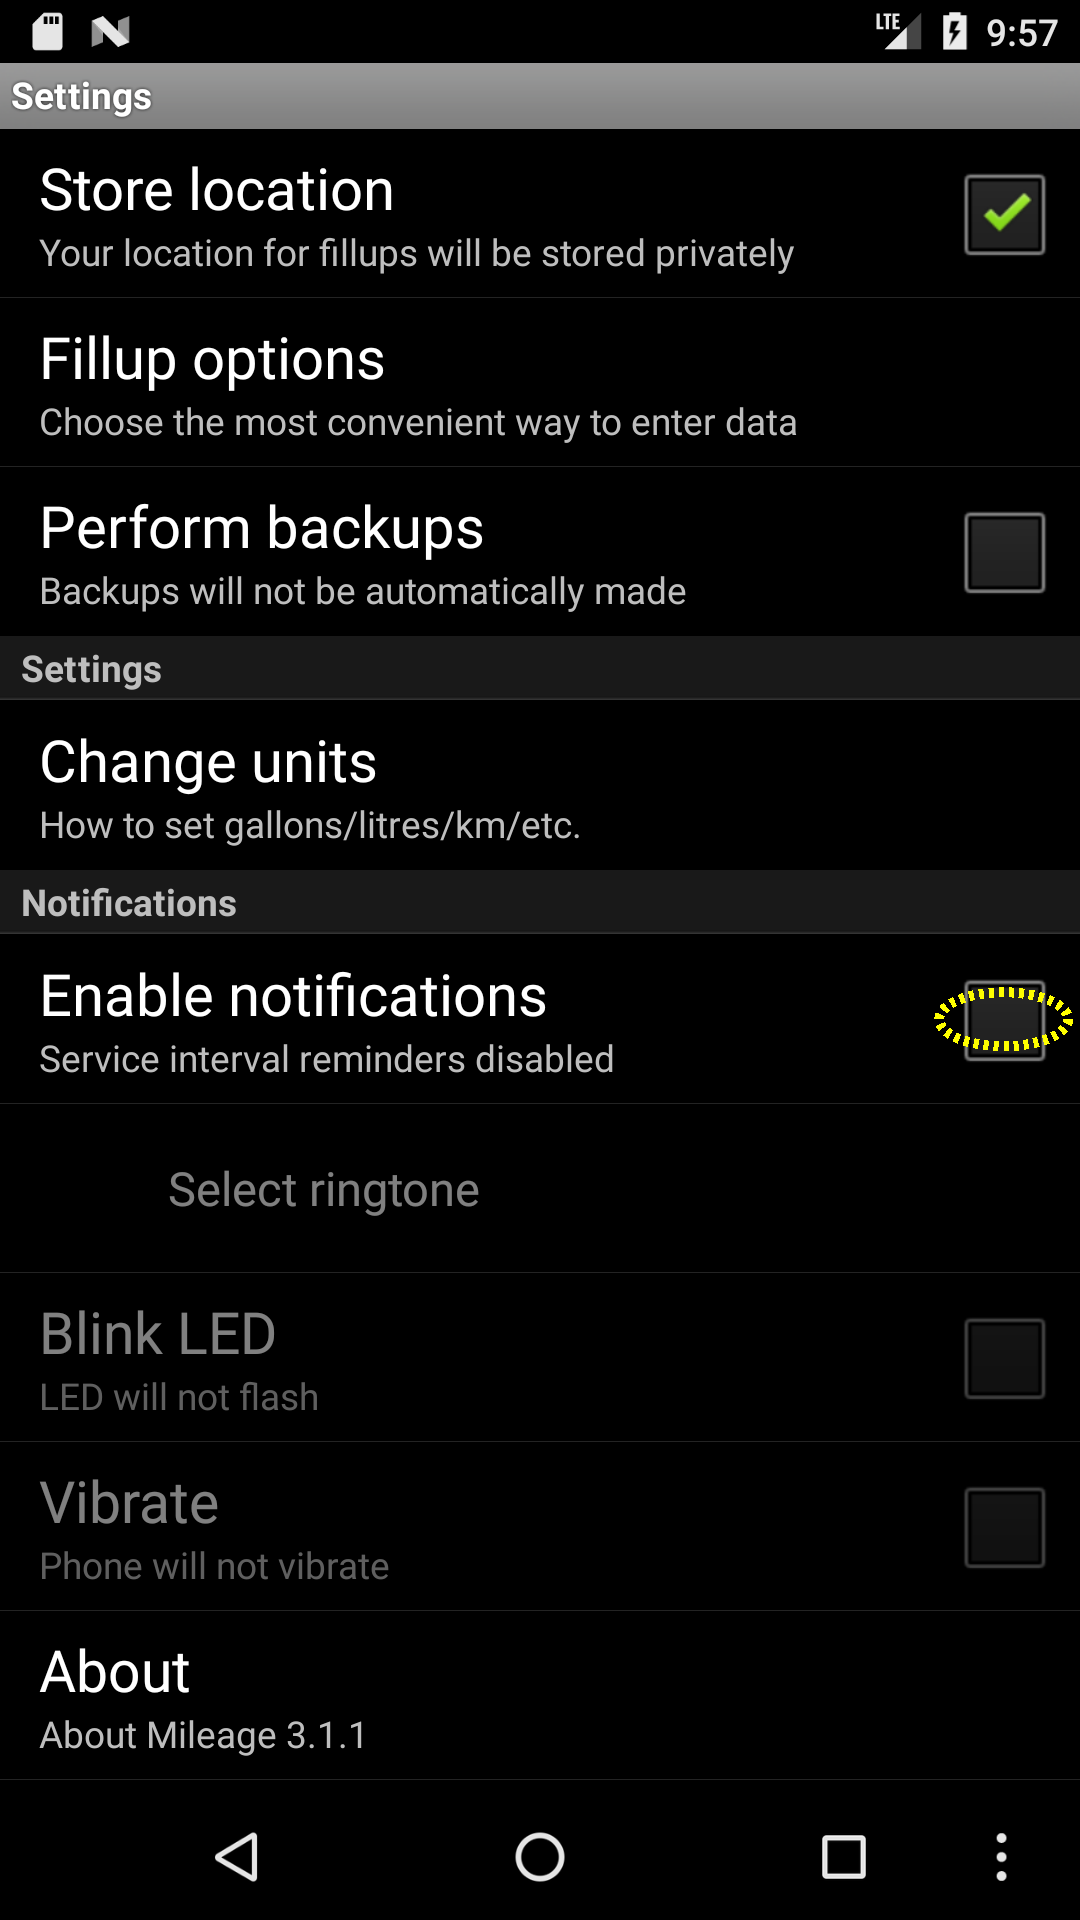 LTE 9:57
Settings
Store location
Your location for fillups will be stored privately
Fillup options
Choose the most convenient way to enter data
Perform backups
Backups will not be automatically made
Settings
Change units
How to set gallons/litres/km/etc.
Notifications
Enable notifications
Service interval reminders disabled
Select ringtone
Blink LED
LED will not flash
Vibrate
Phone will not vibrate
About
About Mileage 3.1.1